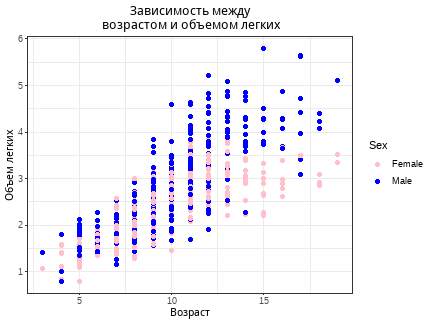 Зависимость между
возрастом и объемом легких
Объем легких
6
5
4
3
2
1
5
10
15
Возраст
Sex
Female
Male